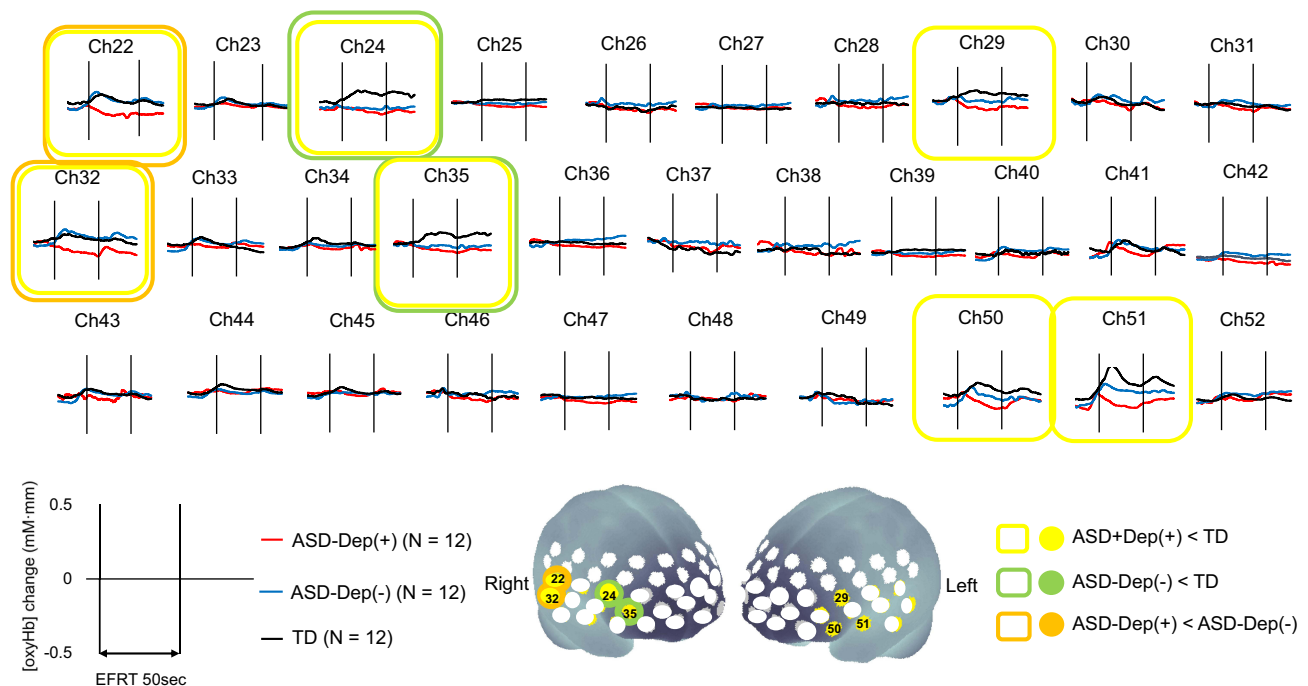 Ch22 Ch23 Ch24 Ch25 Ch26 Ch27 Ch28 Ch29 Ch30 Ch31
Ch32 Ch33 Ch34 Ch35 Ch36 Ch37 Ch38 Ch39 Ch40 Ch41 Ch42
Ch43 Ch44 Ch45 Ch46 Ch47 Ch48 Ch49 Ch50 Ch51 Ch52
[oxyHb] change (mM·mm)
0.5
0
-0.5
EFRT 50sec
ASD-Dep(+) (N = 12)
ASD-Dep(-) (N = 12)
TD (N = 12)
Right
22
32
24
35
29
50
51
Left
ASD+Dep(+) < TD
ASD-Dep(-) < TD
ASD-Dep(+) < ASD-Dep(-)